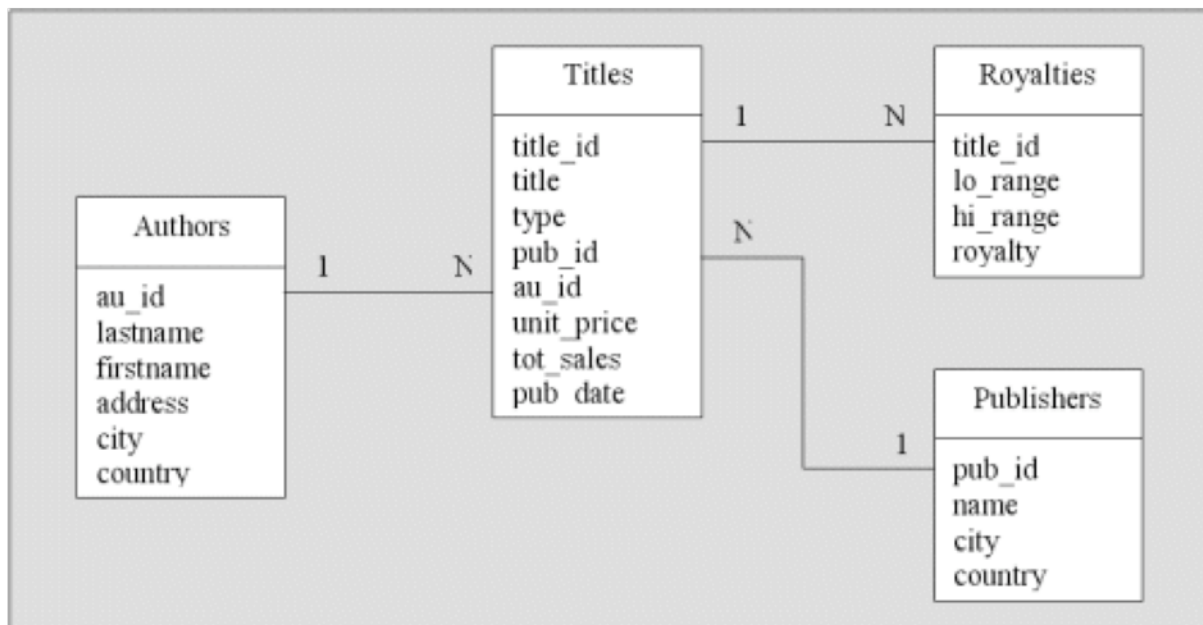 Authors
au_id
lastname
firstname
address
city
country
1
N
Titles
title_id
title
type
pub_id
au_id
unit_price
tot_sales
pub_date
1
N
Royalties
title_id
lo_range
hi_range
royalty
N
1
Publishers
pub_id
name
city
country